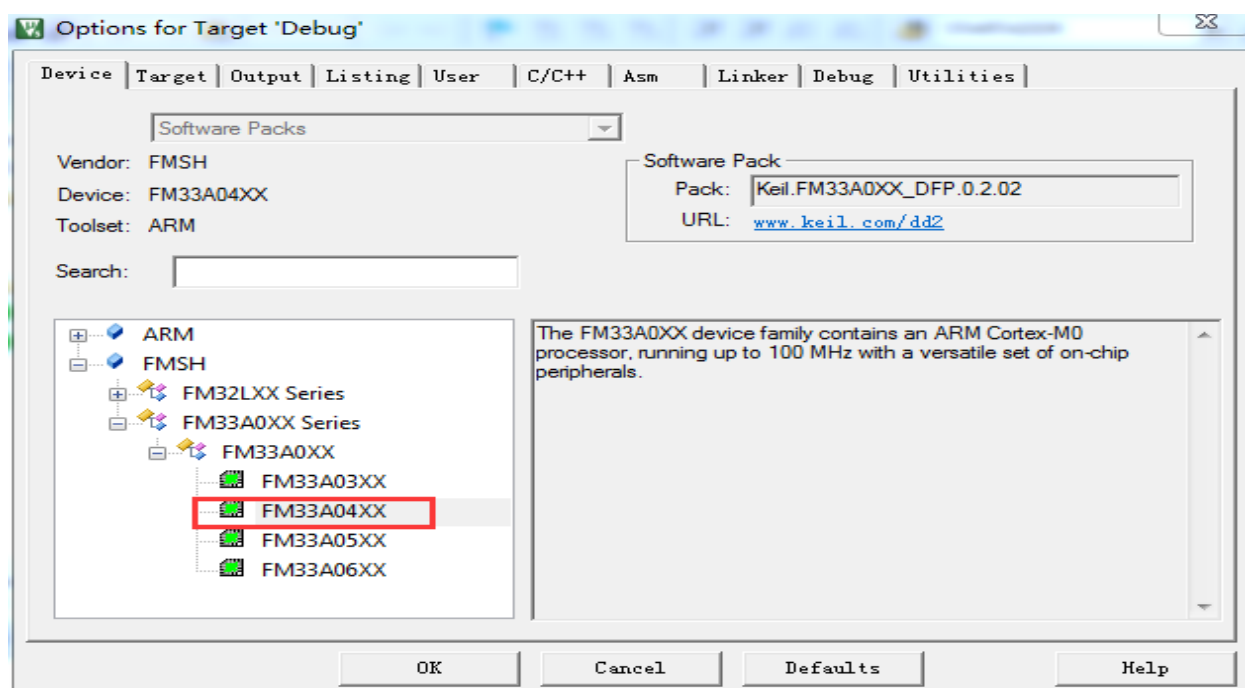 Options for Target 'Debug'
Device Target Output Listing User C/C++ Asm Linker Debug Utilities
Software Packs
Vendor: FMSH
Device: FM33A04XX
Toolset: ARM
Software Pack
Pack: Keil.FM33A0XX_DFP.0.2.02
URL: www.keil.com/dd2
Search:
ARM
FMSH
FM32LXX Series
FM33A0XX Series
FM33A0XX
FM33A03XX
FM33A04XX
FM33A05XX
FM33A06XX
The FM33A0XX device family contains an ARM Cortex-M0
processor, running up to 100 MHz with a versatile set of on-chip
peripherals.
OK Cancel Defaults Help